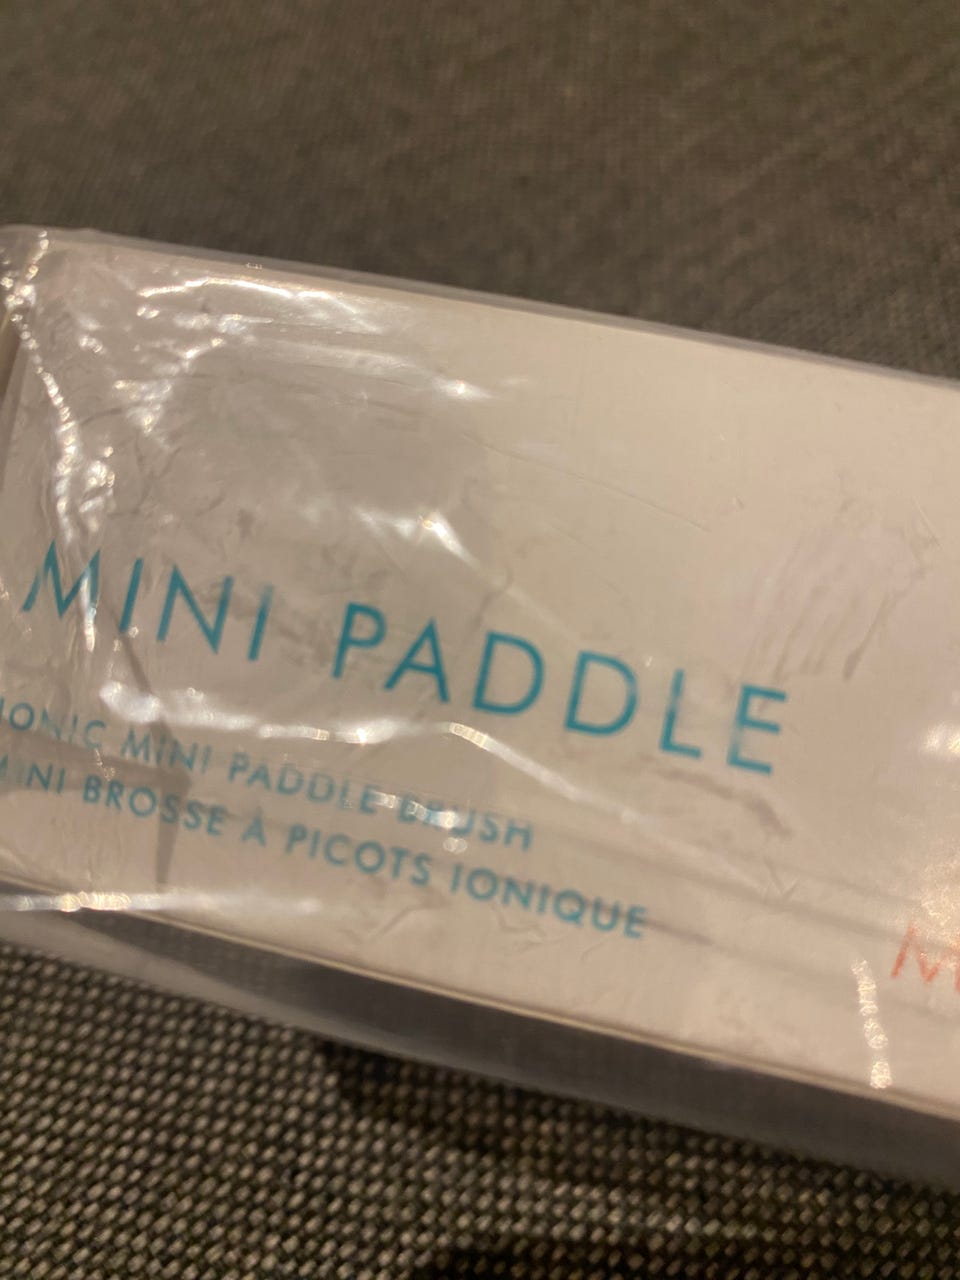 MINI PADDLE
IONIC MINI PADDLE BRUSH
MINI BROSSE À PICOTS IONIQUE
M